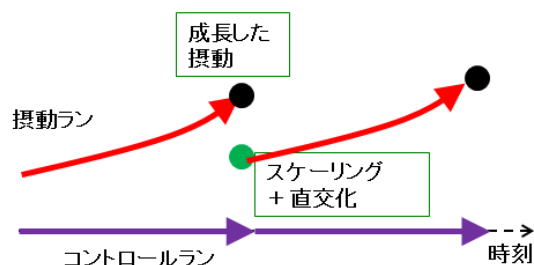 成長した
摂動
摂動ラン
スケーリング
+ 直交化
コントロールラン
時刻